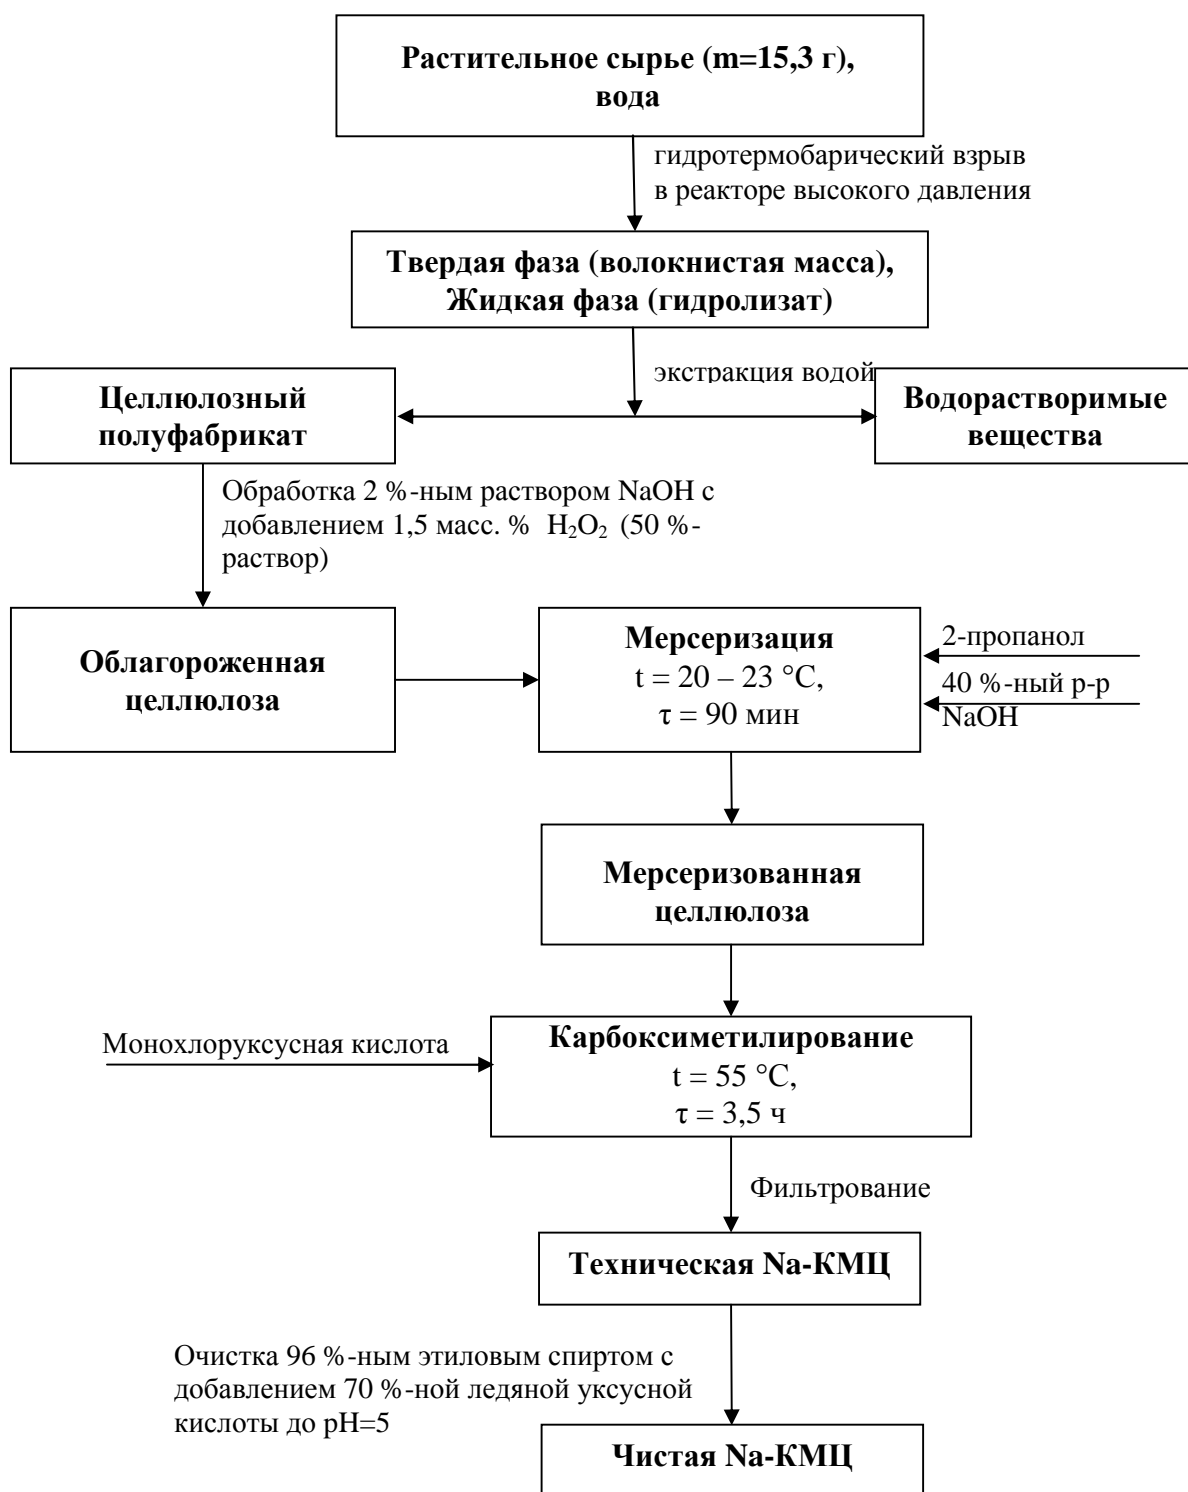 Растительное сырье (m=15,3 г),
вода
гидротермобарический взрыв
в реакторе высокого давления
Твердая фаза (волокнистая масса),
Жидкая фаза (гидролизат)
экстракция водой
Целлюлозный
полуфабрикат
Водорастворимые
вещества
Обработка 2 %-ным раствором NaOH с
добавлением 1,5 масс. % H₂O₂ (50 %-
раствор)
Облагороженная
целлюлоза
Мерсеризация
t = 20 – 23 °C,
τ = 90 мин
2-пропанол
40 %-ный р-р
NaOH
Мерсеризованная
целлюлоза
Монохлоруксусная кислота
Карбоксиметилирование
t = 55 °C,
τ = 3,5 ч
Фильтрование
Техническая Na-КМЦ
Очистка 96 %-ным этиловым спиртом с
добавлением 70 %-ной ледяной уксусной
кислоты до pH=5
Чистая Na-КМЦ